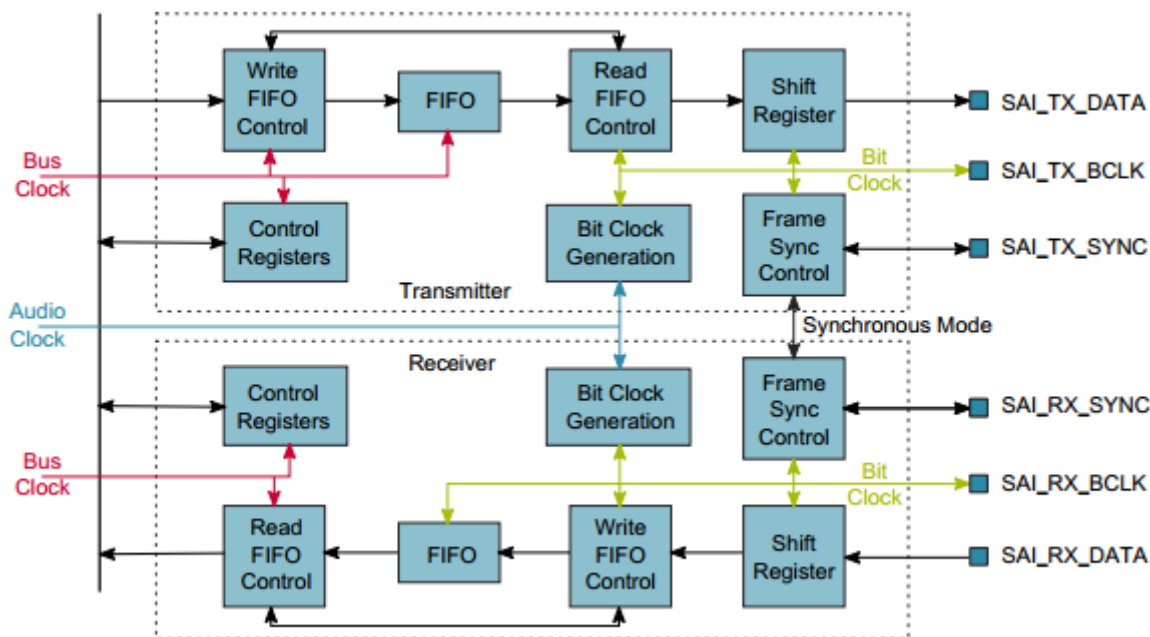 Write
FIFO
Control
FIFO
Read
FIFO
Control
Shift
Register
SAI_TX_DATA
Bus
Clock
Bit
Clock
SAI_TX_BCLK
Control
Registers
Bit Clock
Generation
Frame
Sync
Control
SAI_TX_SYNC
Transmitter
Audio
Clock
Synchronous Mode
Receiver
Control
Registers
Bit Clock
Generation
Frame
Sync
Control
SAI_RX_SYNC
Bus
Clock
Bit
Clock
SAI_RX_BCLK
Read
FIFO
Control
FIFO
Write
FIFO
Control
Shift
Register
SAI_RX_DATA